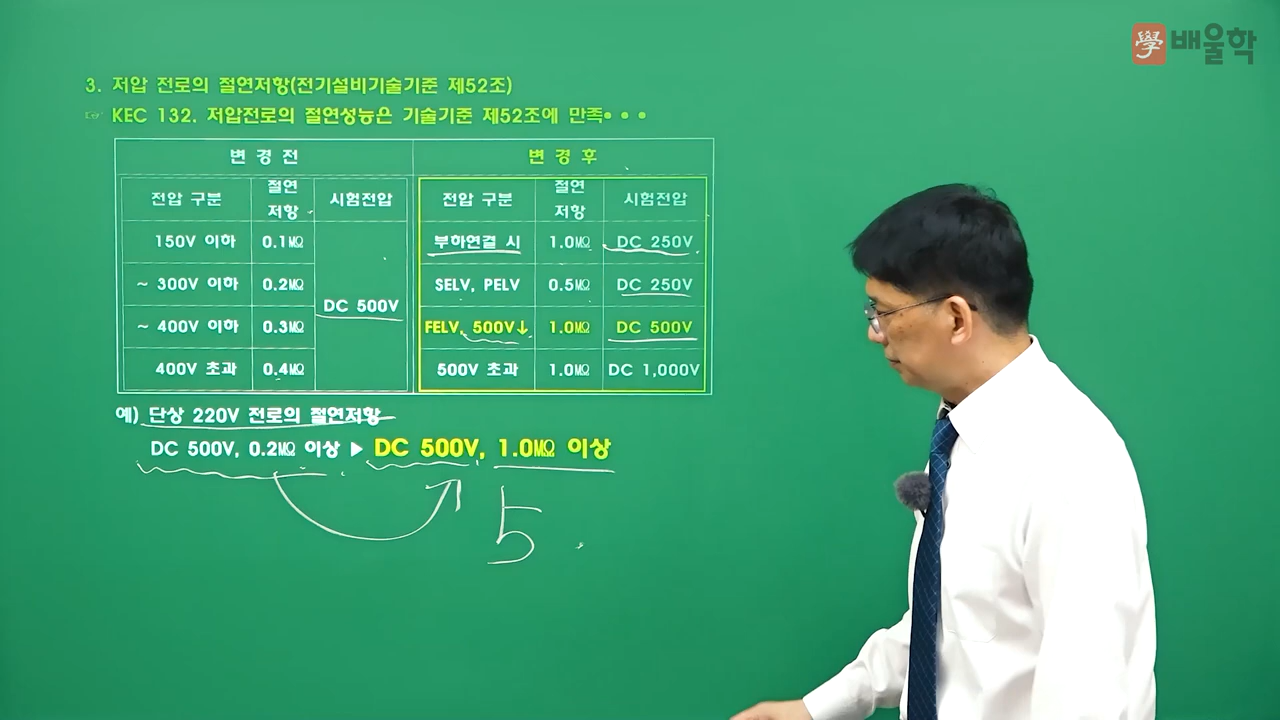 學 배울학
3. 저압 전로의 절연저항(전기설비기술기준 제52조)
☞ KEC 132. 저압전로의 절연성능은 기술기준 제52조에 만족•••
변 경 전 변 경 후
전압 구분 절연 저항 시험전압 전압 구분 절연 저항 시험전압
150V 이하 0.1㏁ 부하연결 시 1.0㏁ DC 250V
~ 300V 이하 0.2㏁ SELV, PELV 0.5㏁ DC 250V
DC 500V
~ 400V 이하 0.3㏁ FELV, 500V↓ 1.0㏁ DC 500V
400V 초과 0.4㏁ 500V 초과 1.0㏁ DC 1,000V
예) 단상 220V 전로의 절연저항
DC 500V, 0.2㏁ 이상 ▶ DC 500V, 1.0㏁ 이상
5